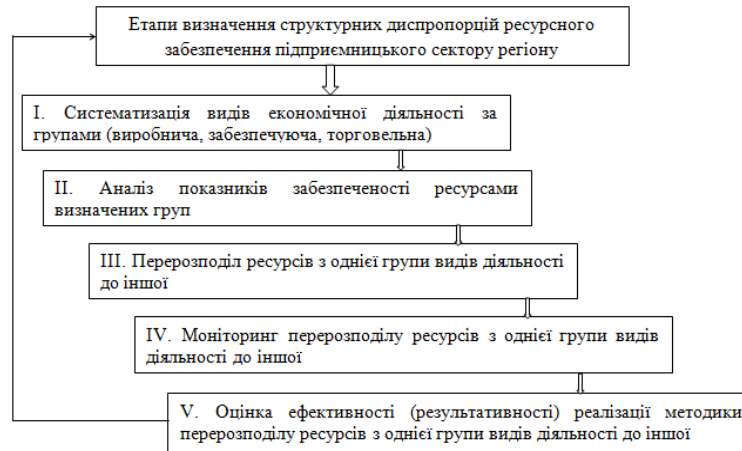 Етапи визначення структурних диспропорцій ресурсного
забезпечення підприємницького сектору регіону
I. Систематизація видів економічної діяльності за
групами (виробнича, забезпечуюча, торговельна)
II. Аналіз показників забезпеченості ресурсами
визначених груп
III. Перерозподіл ресурсів з однієї групи видів діяльності
до іншої
IV. Моніторинг перерозподілу ресурсів з однієї групи видів
діяльності до іншої
V. Оцінка ефективності (результативності) реалізації методики
перерозподілу ресурсів з однієї групи видів діяльності до іншої